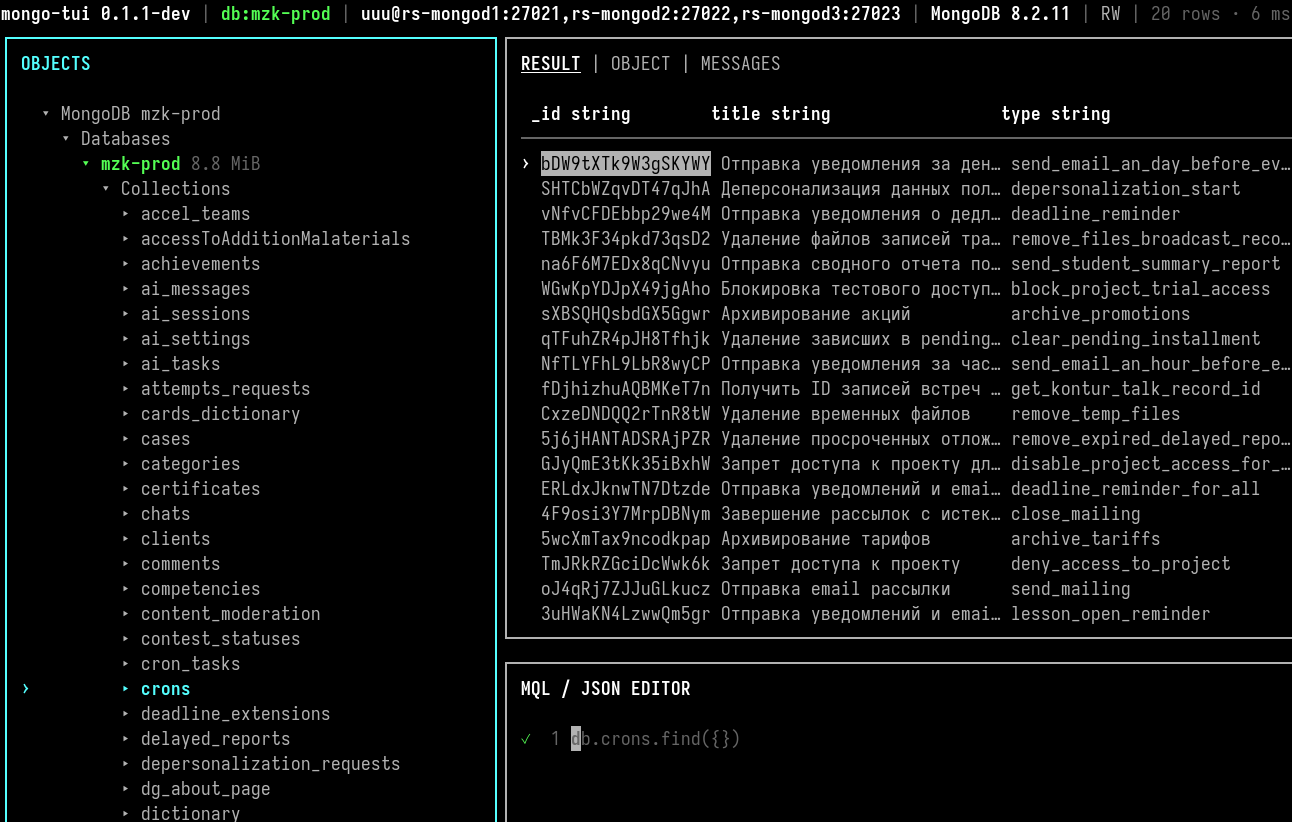 mongo-tui 0.1.1-dev | db:mzk-prod | uuu@rs-mongod1:27021,rs-mongod2:27022,rs-mongod3:27023 | MongoDB 8.2.11 | RW | 20 rows · 6 ms
OBJECTS
▾ MongoDB mzk-prod
▾ Databases
▾ mzk-prod 8.8 MiB
▾ Collections
▸ accel_teams
▸ accessToAdditionMalaterials
▸ achievements
▸ ai_messages
▸ ai_sessions
▸ ai_settings
▸ ai_tasks
▸ attempts_requests
▸ cards_dictionary
▸ cases
▸ categories
▸ certificates
▸ chats
▸ clients
▸ comments
▸ competencies
▸ content_moderation
▸ contest_statuses
▸ cron_tasks
› ▸ crons
▸ deadline_extensions
▸ delayed_reports
▸ depersonalization_requests
▸ dg_about_page
▸ dictionary
RESULT | OBJECT | MESSAGES
_id string title string type string
› bDW9tXTk9W3gSKYWY Отправка уведомления за ден… send_email_an_day_before_ev…
SHTCbWZqvDT47qJhA Деперсонализация данных пол… depersonalization_start
vNfvCFDEbbp29we4M Отправка уведомления о дедл… deadline_reminder
TBMk3F34pkd73qsD2 Удаление файлов записей тра… remove_files_broadcast_reco…
na6F6M7EDx8qCNvyu Отправка сводного отчета по… send_student_summary_report
WGwKpYDJpX49jgAho Блокировка тестового доступ… block_project_trial_access
sXBSQHQsbdGX5Ggwr Архивирование акций archive_promotions
qTFuhZR4pJH8Tfhjk Удаление зависших в pending… clear_pending_installment
NfTLYFhL9LbR8wyCP Отправка уведомления за час… send_email_an_hour_before_e…
fDjhizhuAQBMKeT7n Получить ID записей встреч … get_kontur_talk_record_id
CxzeDNDQQ2rTnR8tW Удаление временных файлов remove_temp_files
5j6jHANTADSRAjPZR Удаление просроченных отлож… remove_expired_delayed_repo…
GJyQmE3tKk35iBxhW Запрет доступа к проекту дл… disable_project_access_for_…
ERLdxJknwTN7Dtzde Отправка уведомлений и emai… deadline_reminder_for_all
4F9osi3Y7MrpDBNym Завершение рассылок с истек… close_mailing
5wcXmTax9ncodkpap Архивирование тарифов archive_tariffs
TmJRkRZGciDcWwk6k Запрет доступа к проекту deny_access_to_project
oJ4qRj7ZJJuGLkucz Отправка email рассылки send_mailing
3uHWaKN4LzwwQm5gr Отправка уведомлений и emai… lesson_open_reminder
MQL / JSON EDITOR
✓ 1 db.crons.find({})